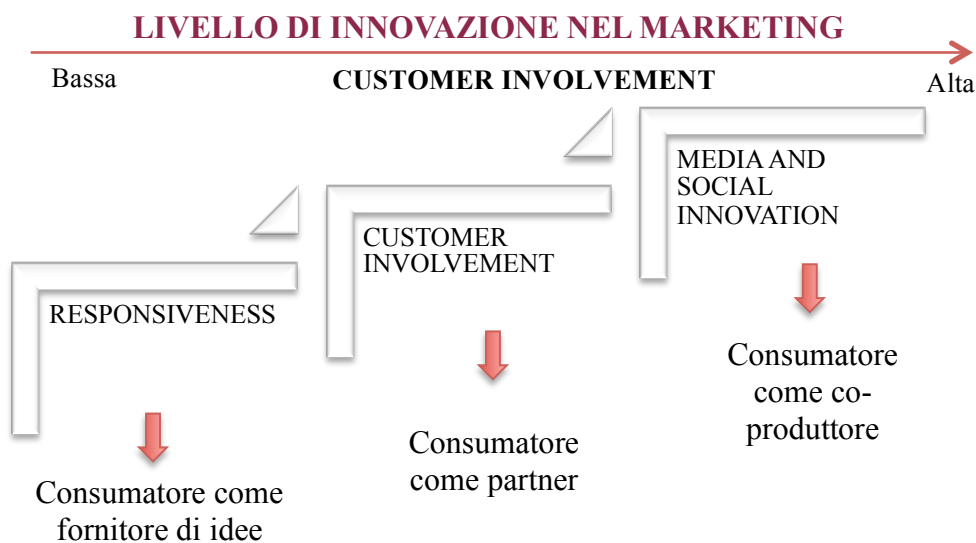 LIVELLO DI INNOVAZIONE NEL MARKETING
Bassa
CUSTOMER INVOLVEMENT
Alta
RESPONSIVENESS
Consumatore come
fornitore di idee
CUSTOMER
INVOLVEMENT
Consumatore
come partner
MEDIA AND
SOCIAL
INNOVATION
Consumatore
come co-
produttore